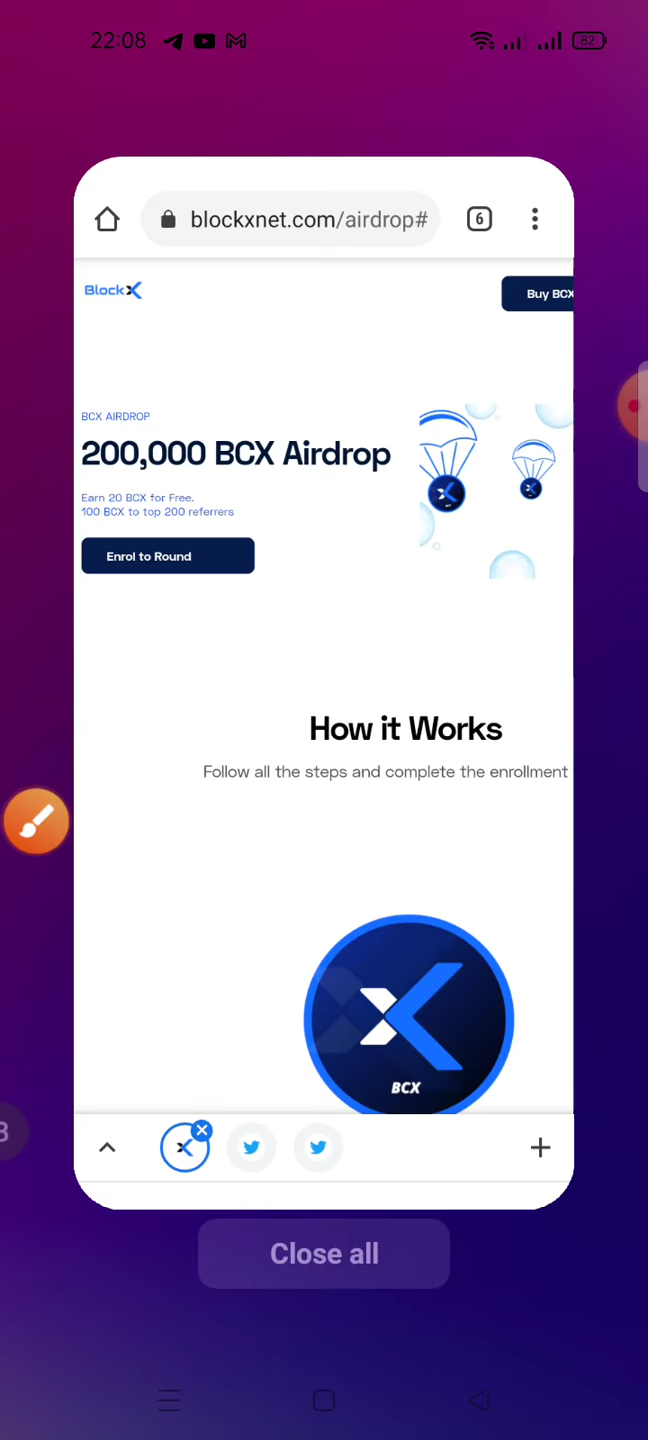 22:08
82
blockxnet.com/airdrop#
6
BlockX
Buy BCX
BCX AIRDROP
200,000 BCX Airdrop
Earn 20 BCX for Free.
100 BCX to top 200 referrers
Enrol to Round
How it Works
Follow all the steps and complete the enrollment
BCX
Close all